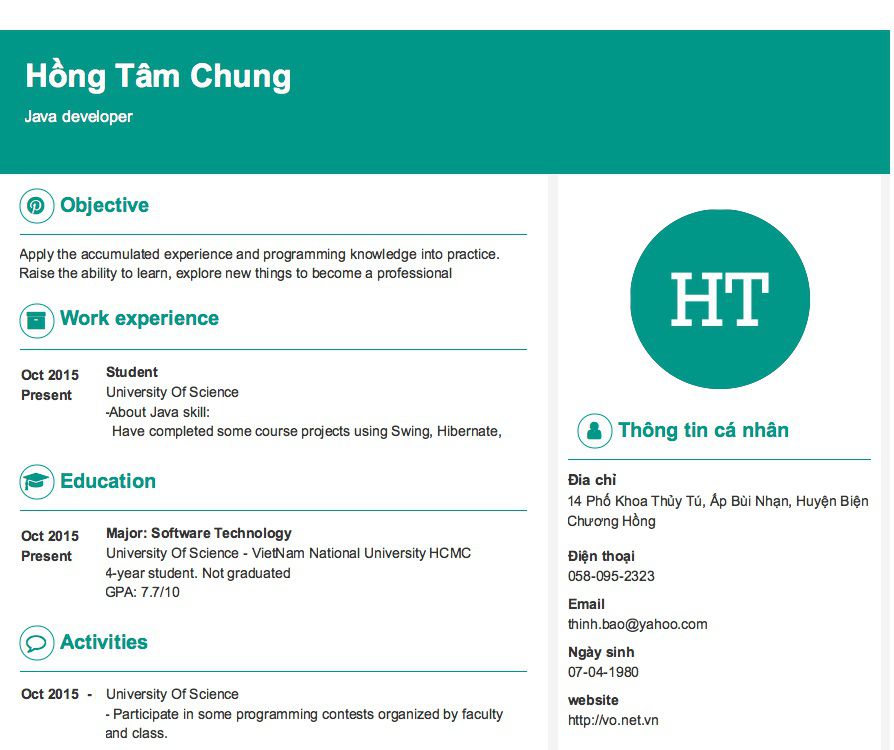 Hồng Tâm Chung
Java developer
Objective
Apply the accumulated experience and programming knowledge into practice.
Raise the ability to learn, explore new things to become a professional
Work experience
Oct 2015
Present
Student
University Of Science
-About Java skill:
Have completed some course projects using Swing, Hibernate,
Education
Oct 2015
Present
Major: Software Technology
University Of Science - VietNam National University HCMC
4-year student. Not graduated
GPA: 7.7/10
Activities
Oct 2015 -
University Of Science
- Participate in some programming contests organized by faculty
and class.
HT
Thông tin cá nhân
Đia chỉ
14 Phố Khoa Thủy Tú, Ấp Bùi Nhạn, Huyện Biện
Chương Hồng
Điện thoại
058-095-2323
Email
thinh.bao@yahoo.com
Ngày sinh
07-04-1980
website
http://vo.net.vn